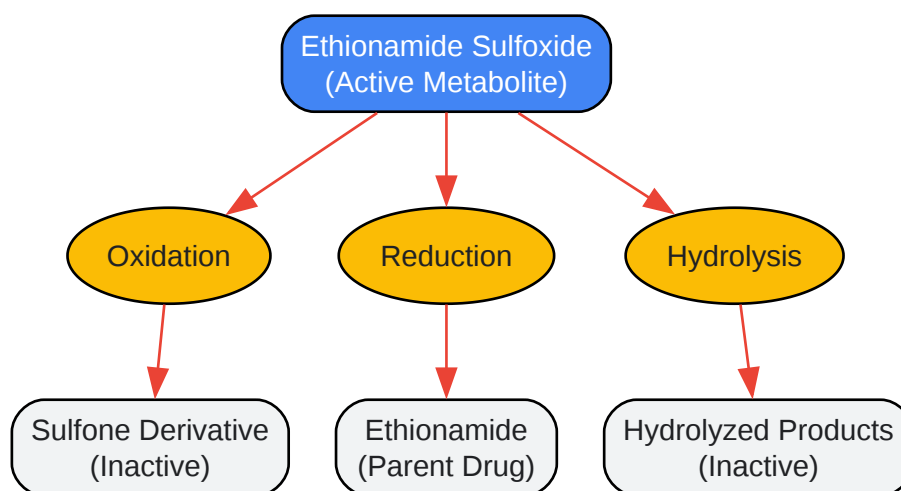 Ethionamide Sulfoxide
(Active Metabolite)
Oxidation
Reduction
Hydrolysis
Sulfone Derivative
(Inactive)
Ethionamide
(Parent Drug)
Hydrolyzed Products
(Inactive)